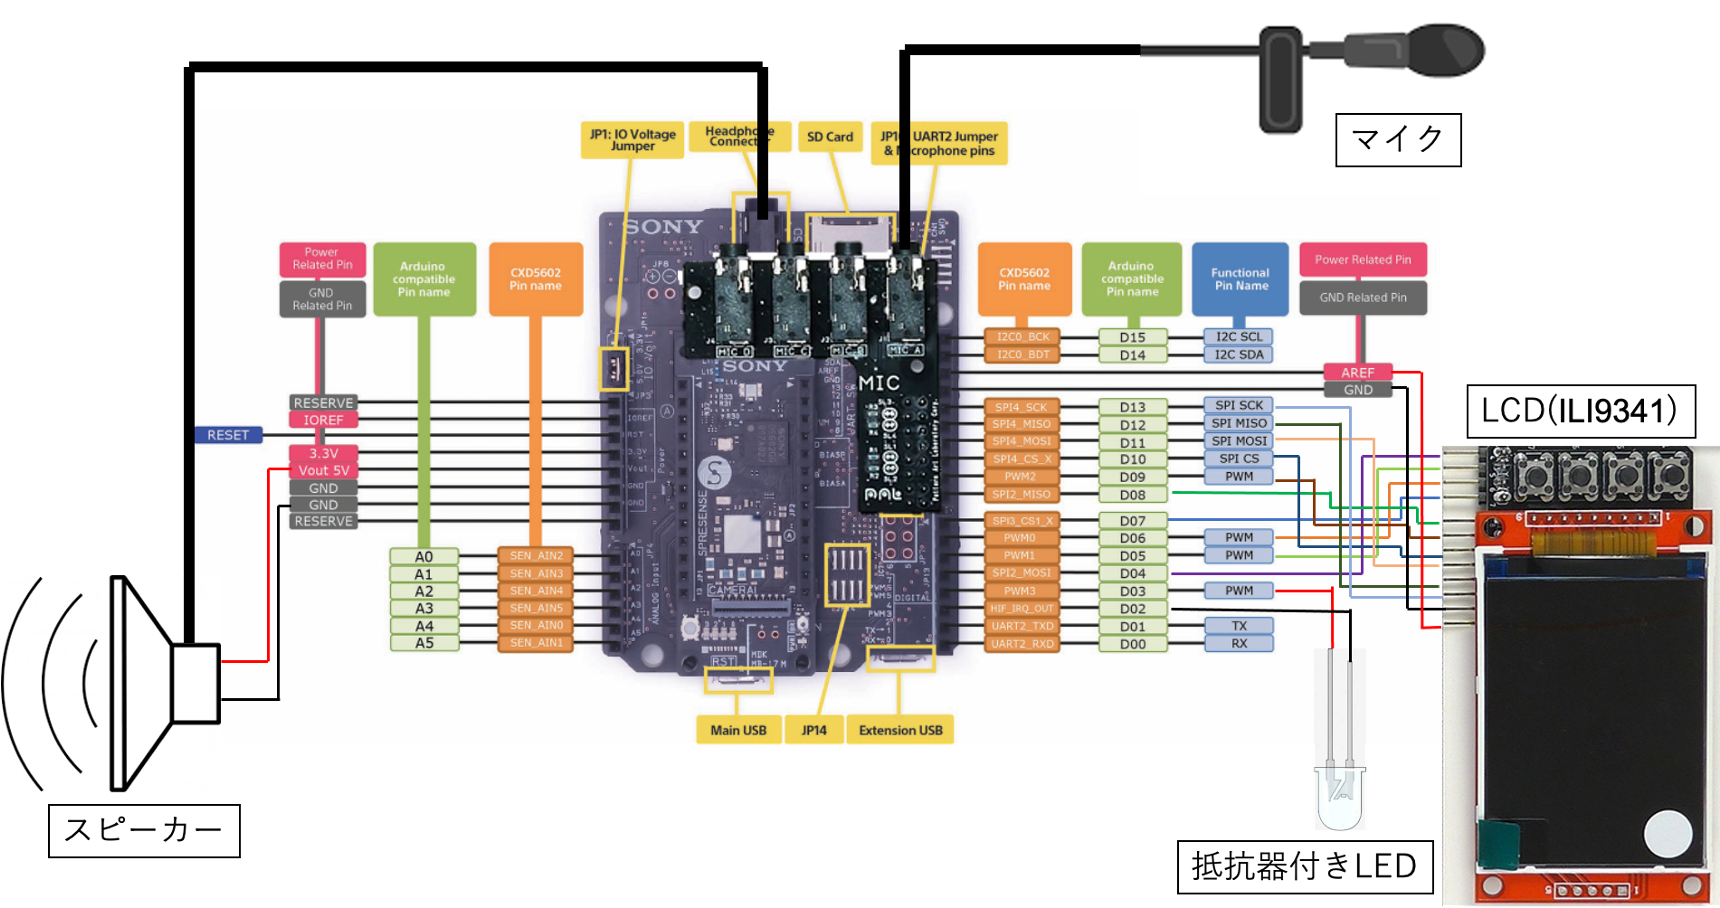 マイク
JP1: IO Voltage
Jumper
Headphone
Connector
SD Card
JP10: UART2 Jumper
& Microphone pins
SONY
Power
Related Pin
GND
Related Pin
Arduino
compatible
Pin name
CXD5602
Pin name
CXD5602
Pin name
Arduino
compatible
Pin name
Functional
Pin Name
Power Related Pin
GND Related Pin
MIC D
MIC C
MIC B
MIC A
SONY
MIC
I2C0_BCK D15 I2C SCL
I2C0_BDT D14 I2C SDA
AREF
GND
RESERVE
IOREF
RESET
3.3V
Vout 5V
GND
GND
RESERVE
SPI4_SCK D13 SPI SCK
SPI4_MISO D12 SPI MISO
SPI4_MOSI D11 SPI MOSI
SPI4_CS_X D10 SPI CS
PWM2 D09 PWM
SPI2_MISO D08
SPI3_CS1_X D07
PWM0 D06 PWM
PWM1 D05 PWM
SPI2_MOSI D04
PWM3 D03 PWM
HIF_IRQ_OUT D02
UART2_TXD D01 TX
UART2_RXD D00 RX
A0 SEN_AIN2
A1 SEN_AIN3
A2 SEN_AIN4
A3 SEN_AIN5
A4 SEN_AIN0
A5 SEN_AIN1
SPRESENSE
CAMERA
DIGITAL
RST
LCD(ILI9341)
Main USB
JP14
Extension USB
スピーカー
抵抗器付きLED